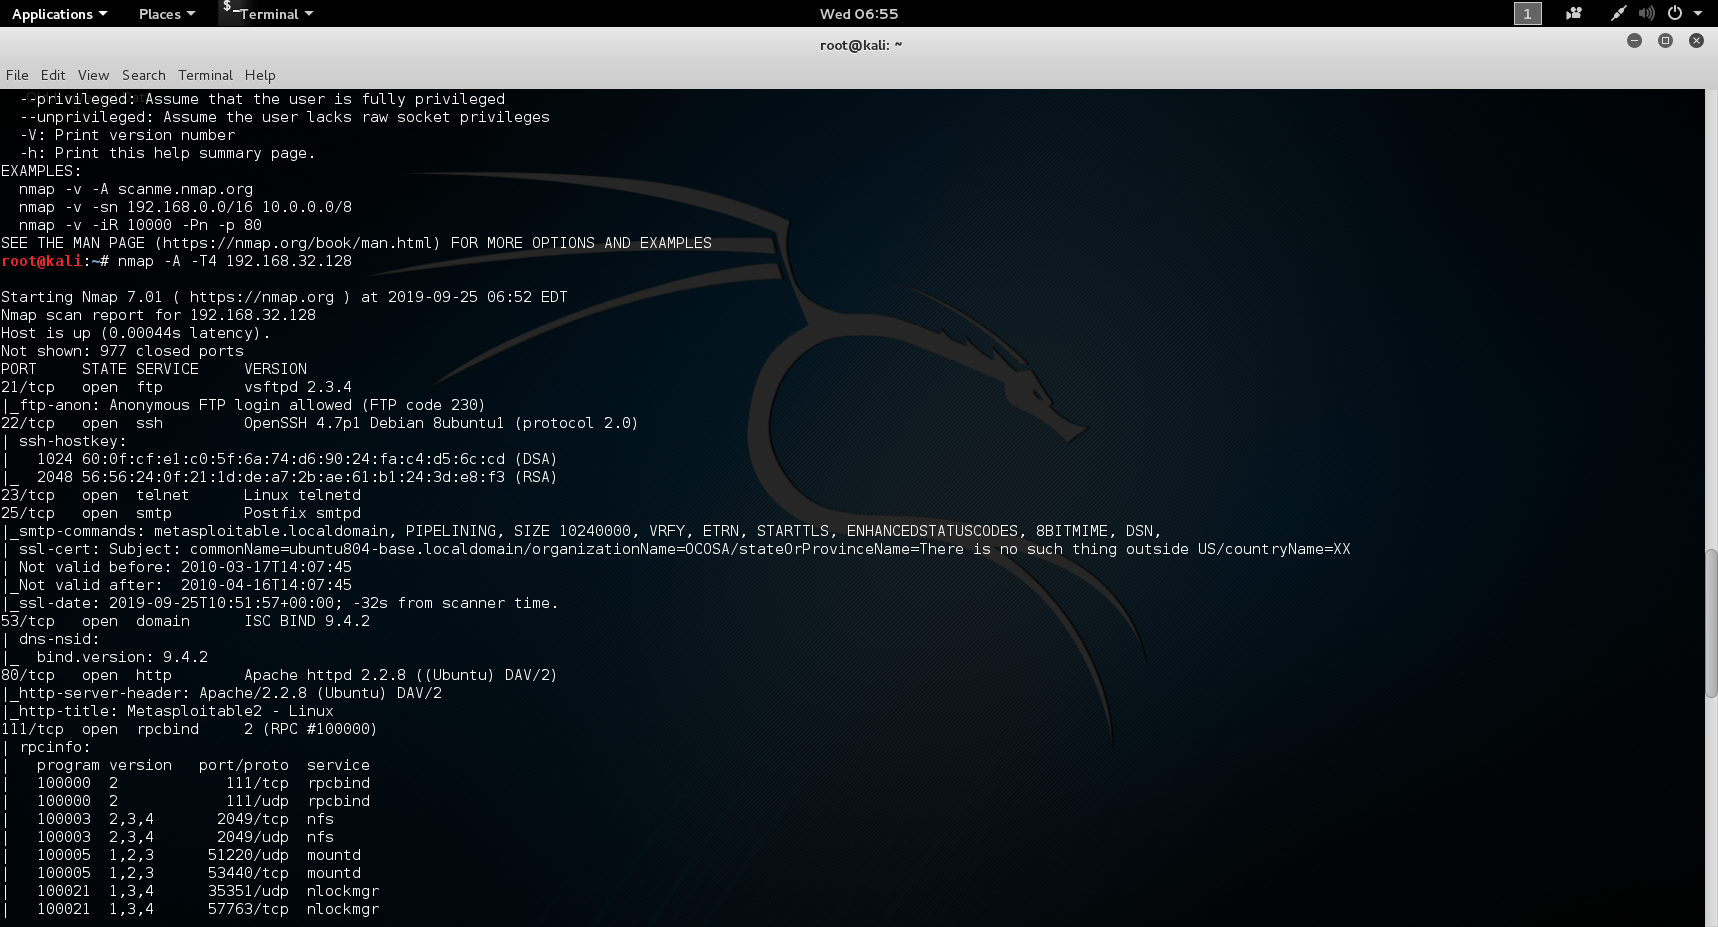 Applications Places $_ Terminal Wed 06:55 1
root@kali: ~
File Edit View Search Terminal Help
--privileged: Assume that the user is fully privileged
--unprivileged: Assume the user lacks raw socket privileges
-V: Print version number
-h: Print this help summary page.
EXAMPLES:
nmap -v -A scanme.nmap.org
nmap -v -sn 192.168.0.0/16 10.0.0.0/8
nmap -v -iR 10000 -Pn -p 80
SEE THE MAN PAGE (https://nmap.org/book/man.html) FOR MORE OPTIONS AND EXAMPLES
root@kali:~# nmap -A -T4 192.168.32.128
Starting Nmap 7.01 ( https://nmap.org ) at 2019-09-25 06:52 EDT
Nmap scan report for 192.168.32.128
Host is up (0.00044s latency).
Not shown: 977 closed ports
PORT     STATE SERVICE     VERSION
21/tcp   open  ftp         vsftpd 2.3.4
|_ftp-anon: Anonymous FTP login allowed (FTP code 230)
22/tcp   open  ssh         OpenSSH 4.7p1 Debian 8ubuntu1 (protocol 2.0)
| ssh-hostkey:
|   1024 60:0f:cf:e1:c0:5f:6a:74:d6:90:24:fa:c4:d5:6c:cd (DSA)
|_  2048 56:56:24:0f:21:1d:de:a7:2b:ae:61:b1:24:3d:e8:f3 (RSA)
23/tcp   open  telnet      Linux telnetd
25/tcp   open  smtp        Postfix smtpd
|_smtp-commands: metasploitable.localdomain, PIPELINING, SIZE 10240000, VRFY, ETRN, STARTTLS, ENHANCEDSTATUSCODES, 8BITMIME, DSN,
| ssl-cert: Subject: commonName=ubuntu804-base.localdomain/organizationName=OCOSA/stateOrProvinceName=There is no such thing outside US/countryName=XX
| Not valid before: 2010-03-17T14:07:45
|_Not valid after:  2010-04-16T14:07:45
|_ssl-date: 2019-09-25T10:51:57+00:00; -32s from scanner time.
53/tcp   open  domain      ISC BIND 9.4.2
| dns-nsid:
|_  bind.version: 9.4.2
80/tcp   open  http        Apache httpd 2.2.8 ((Ubuntu) DAV/2)
|_http-server-header: Apache/2.2.8 (Ubuntu) DAV/2
|_http-title: Metasploitable2 - Linux
111/tcp  open  rpcbind     2 (RPC #100000)
| rpcinfo:
|   program version   port/proto  service
|   100000  2            111/tcp  rpcbind
|   100000  2            111/udp  rpcbind
|   100003  2,3,4       2049/tcp  nfs
|   100003  2,3,4       2049/udp  nfs
|   100005  1,2,3      51220/udp  mountd
|   100005  1,2,3      53440/tcp  mountd
|   100021  1,3,4      35351/udp  nlockmgr
|   100021  1,3,4      57763/tcp  nlockmgr